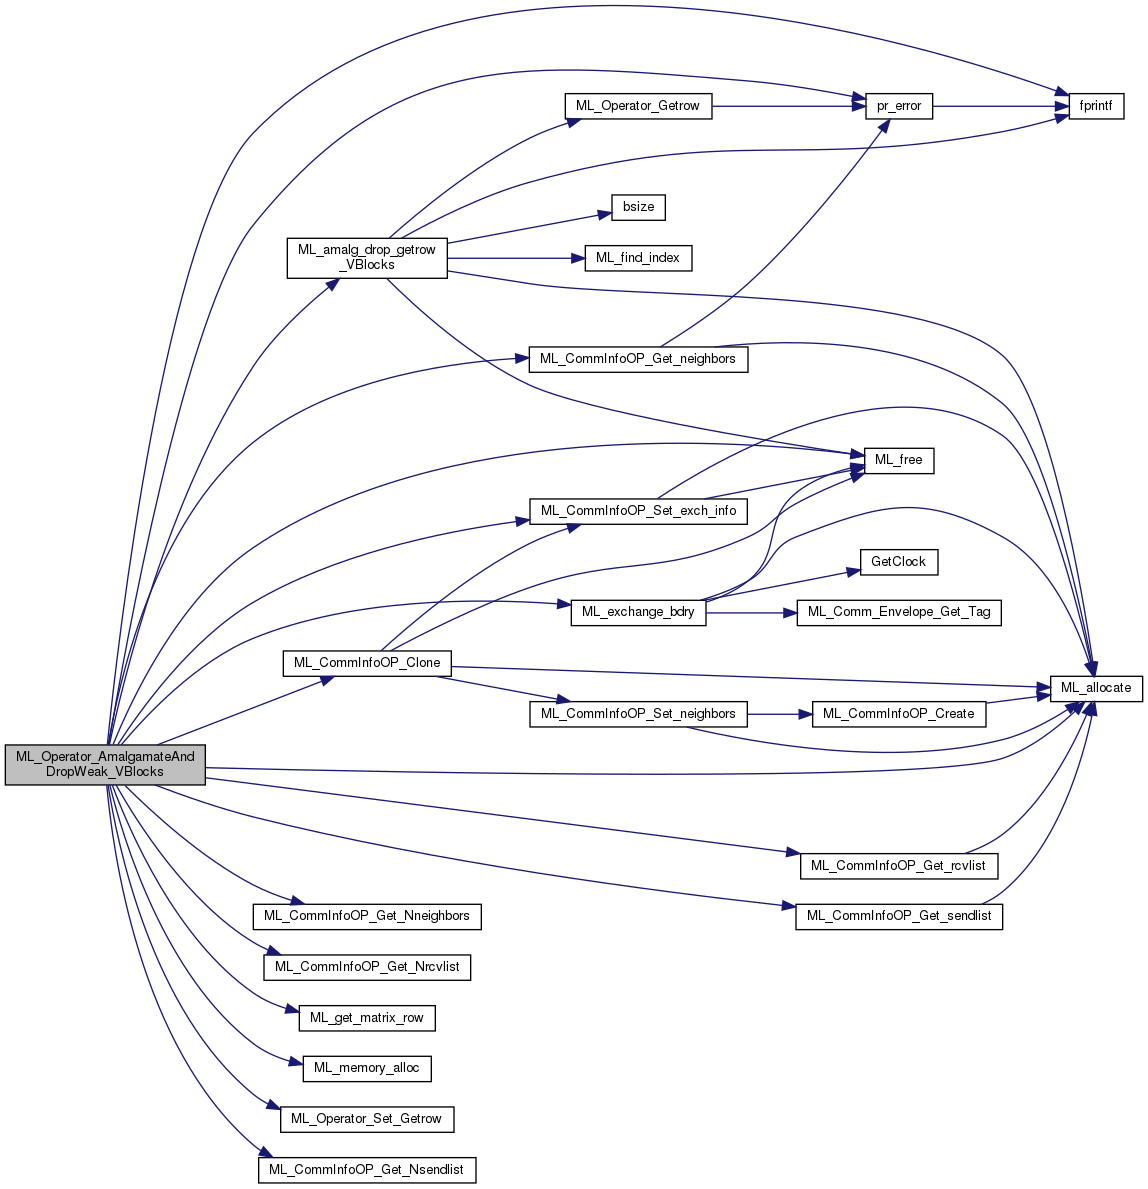 ML_Operator_Getrow
pr_error
fprintf
bsize
ML_amalg_drop_getrow
_VBlocks
ML_find_index
ML_CommInfoOP_Get_neighbors
ML_free
ML_CommInfoOP_Set_exch_info
GetClock
ML_exchange_bdry
ML_Comm_Envelope_Get_Tag
ML_CommInfoOP_Clone
ML_allocate
ML_CommInfoOP_Set_neighbors
ML_CommInfoOP_Create
ML_Operator_AmalgamateAnd
DropWeak_VBlocks
ML_CommInfoOP_Get_rcvlist
ML_CommInfoOP_Get_Nneighbors
ML_CommInfoOP_Get_sendlist
ML_CommInfoOP_Get_Nrcvlist
ML_get_matrix_row
ML_memory_alloc
ML_Operator_Set_Getrow
ML_CommInfoOP_Get_Nsendlist